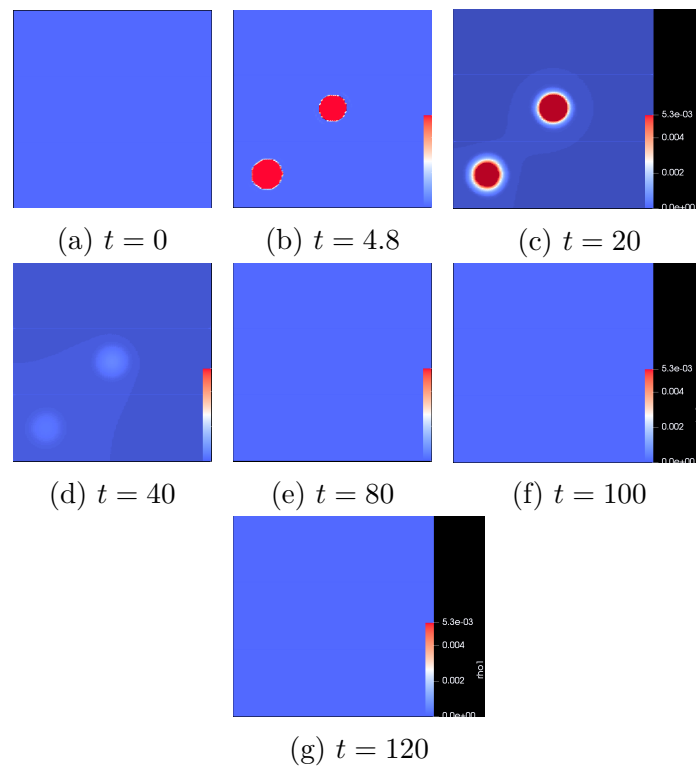 (a) t = 0
(b) t = 4.8
5.3e-03
0.004
0.002
0.0e+00
(c) t = 20
(d) t = 40
(e) t = 80
5.3e-03
0.004
0.002
0.0e+00
(f) t = 100
5.3e-03
0.004
0.002
0.0e+00
rho1
(g) t = 120